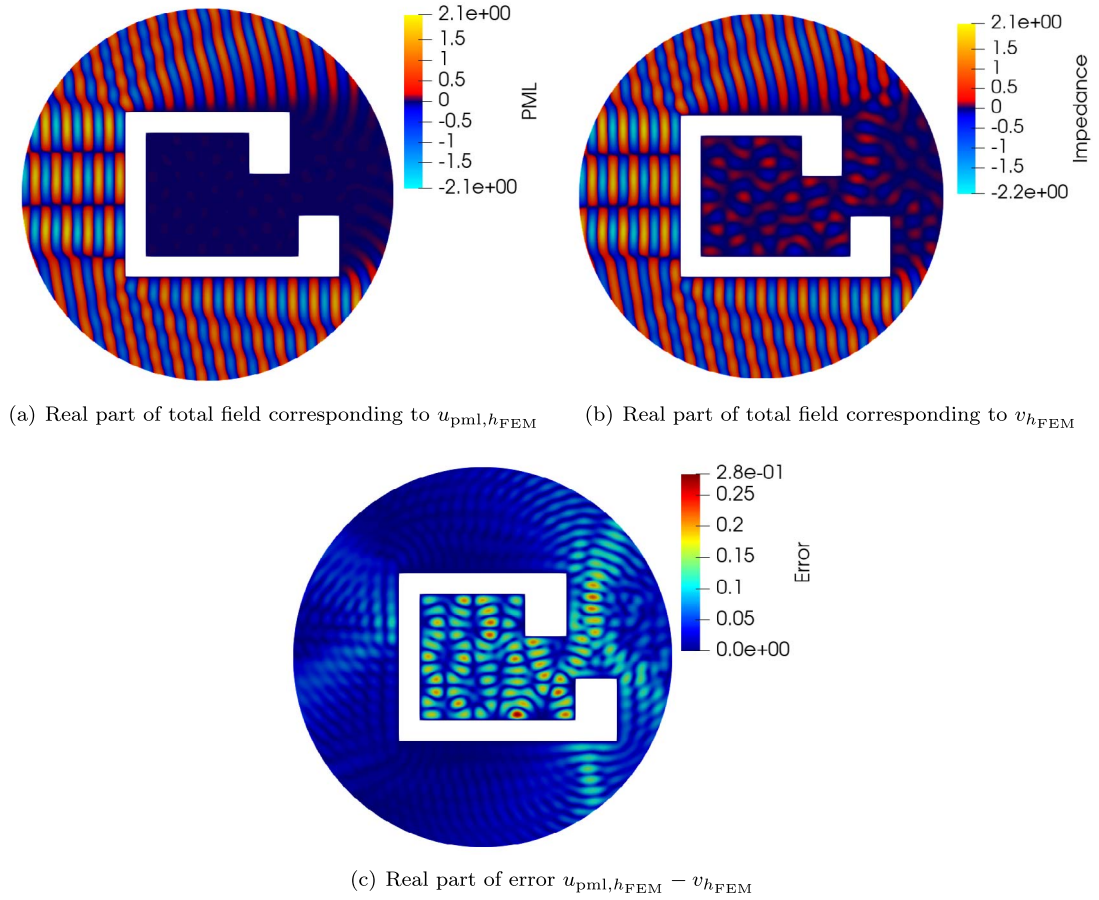 2.1e+00
1.5
1
0.5
0
-0.5
-1
-1.5
-2.1e+00
PML
2.1e+00
1.5
1
0.5
0
-0.5
-1
-1.5
-2.2e+00
Impedance
(a) Real part of total field corresponding to u_{pml,h_{FEM}}
(b) Real part of total field corresponding to v_{h_{FEM}}
2.8e-01
0.25
0.2
0.15
0.1
0.05
0.0e+00
Error
(c) Real part of error u_{pml,h_{FEM}} − v_{h_{FEM}}